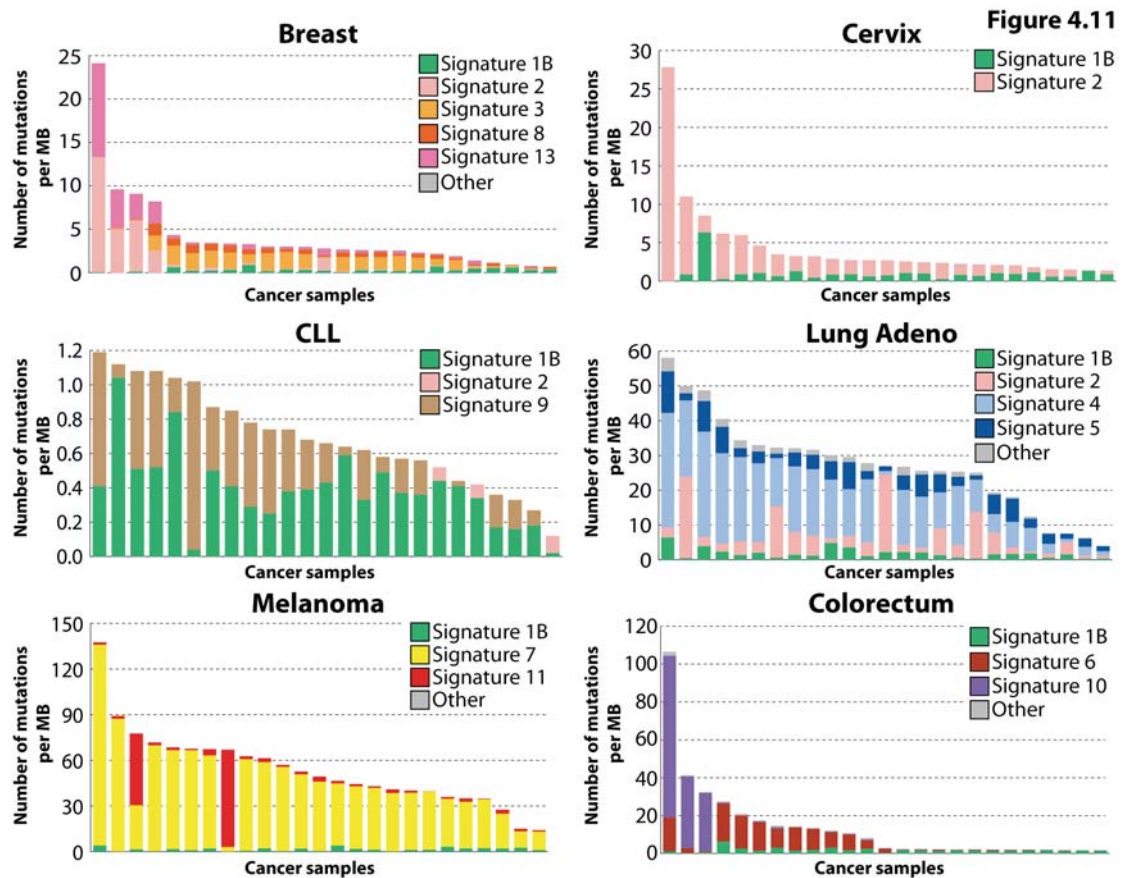 Figure 4.11
Breast
Number of mutations
per MB
25
20
15
10
5
0
Signature 1B
Signature 2
Signature 3
Signature 8
Signature 13
Other
Cancer samples
Cervix
Number of mutations
per MB
30
25
20
15
10
5
0
Signature 1B
Signature 2
Cancer samples
CLL
Number of mutations
per MB
1.2
1.0
0.8
0.6
0.4
0.2
0.0
Signature 1B
Signature 2
Signature 9
Cancer samples
Lung Adeno
Number of mutations
per MB
60
50
40
30
20
10
0
Signature 1B
Signature 2
Signature 4
Signature 5
Other
Cancer samples
Melanoma
Number of mutations
per MB
150
120
90
60
30
0
Signature 1B
Signature 7
Signature 11
Other
Cancer samples
Colorectum
Number of mutations
per MB
120
100
80
60
40
20
0
Signature 1B
Signature 6
Signature 10
Other
Cancer samples